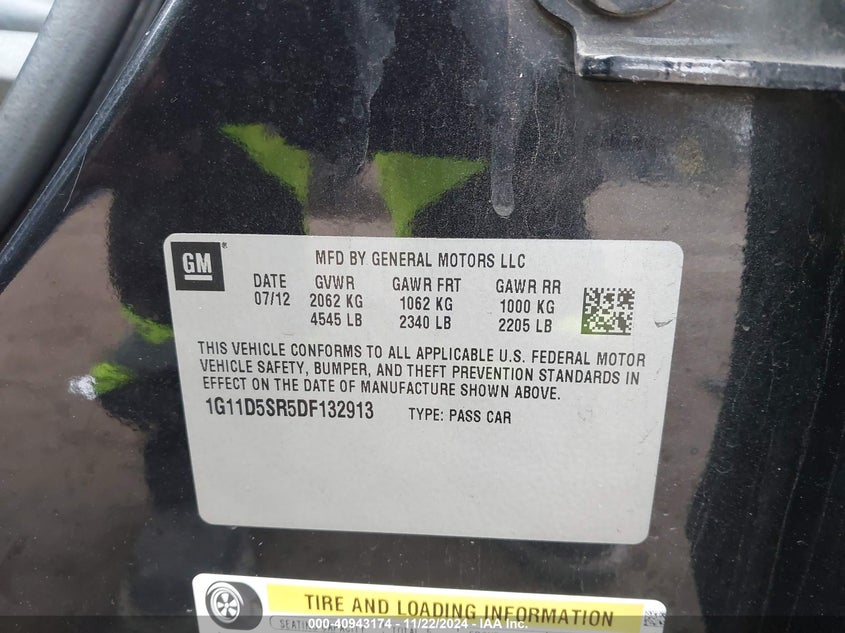 GM ®
MFD BY GENERAL MOTORS LLC
DATE GVWR GAWR FRT GAWR RR
07/12 2062 KG 1062 KG 1000 KG
4545 LB 2340 LB 2205 LB
THIS VEHICLE CONFORMS TO ALL APPLICABLE U.S. FEDERAL MOTOR
VEHICLE SAFETY, BUMPER, AND THEFT PREVENTION STANDARDS IN
EFFECT ON THE DATE OF MANUFACTURE SHOWN ABOVE.
1G11D5SR5DF132913 TYPE: PASS CAR
TIRE AND LOADING INFORMATION
SEATING CAPACITY TOTAL
000-40943174 - 11/22/2024 - IAA Inc.